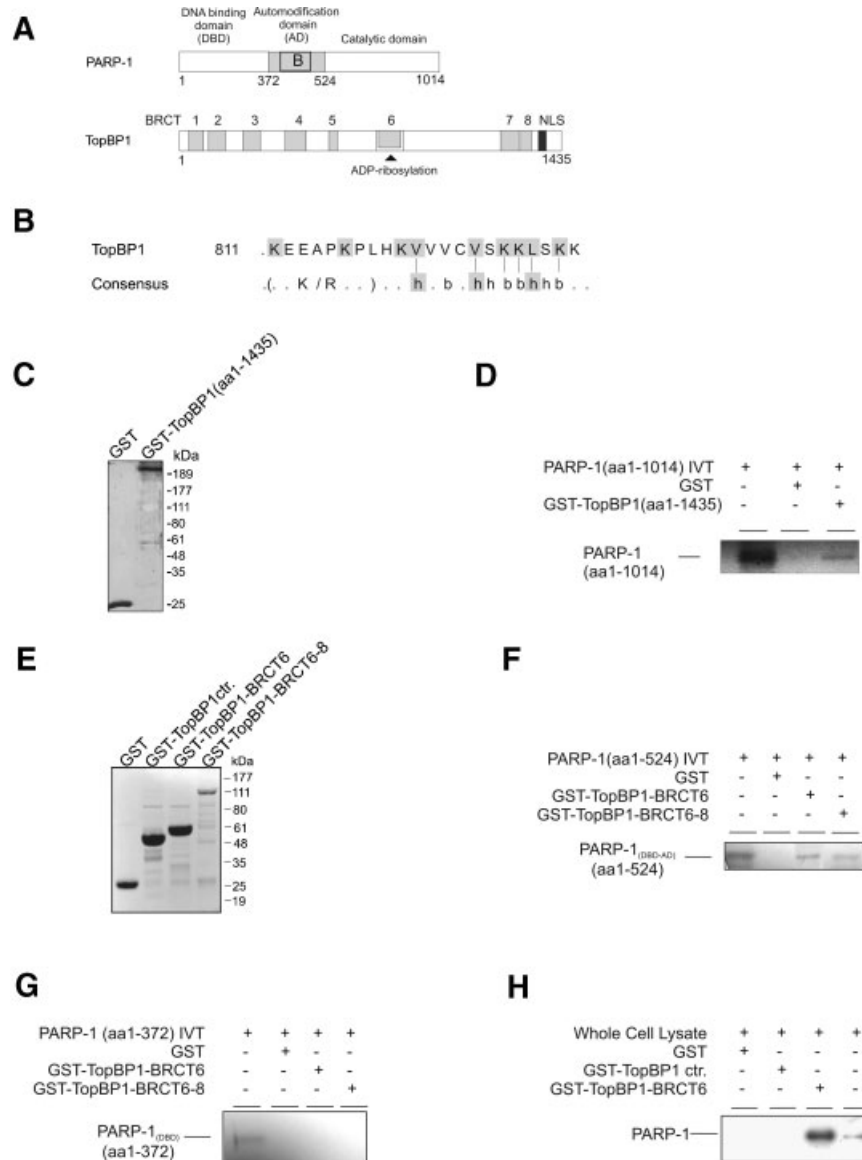 A
DNA binding domain (DBD)
Automodification domain (AD)
Catalytic domain
PARP-1
B
1 372 524 1014
BRCT 1 2 3 4 5 6 7 8 NLS
TopBP1
1 1435
ADP-ribosylation
B
TopBP1 811 . K E E A P K P L H K V V V C V S K K L S K K
Consensus . ( . . K / R . . ) . . h . b . h h b b h h b . .
C
GST
GST-TopBP1(aa1-1435)
kDa
-189
-177
-111
-80
-61
-48
-35
-25
D
PARP-1(aa1-1014) IVT + + +
GST - + -
GST-TopBP1(aa1-1435) - - +
PARP-1
(aa1-1014)
E
GST
GST-TopBP1ctr.
GST-TopBP1-BRCT6
GST-TopBP1-BRCT6-8
kDa
-177
-111
-80
-61
-48
-35
-25
-19
F
PARP-1(aa1-524) IVT + + + +
GST - + - -
GST-TopBP1-BRCT6 - - + -
GST-TopBP1-BRCT6-8 - - - +
PARP-1(DBD-AD)
(aa1-524)
G
PARP-1 (aa1-372) IVT + + + +
GST - + - -
GST-TopBP1-BRCT6 - - + -
GST-TopBP1-BRCT6-8 - - - +
PARP-1(DBD)
(aa1-372)
H
Whole Cell Lysate + + + +
GST + - - -
GST-TopBP1 ctr. - + - -
GST-TopBP1-BRCT6 - - + -
PARP-1